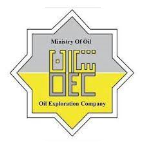 Ministry Of Oil
OEC
Oil Exploration Company